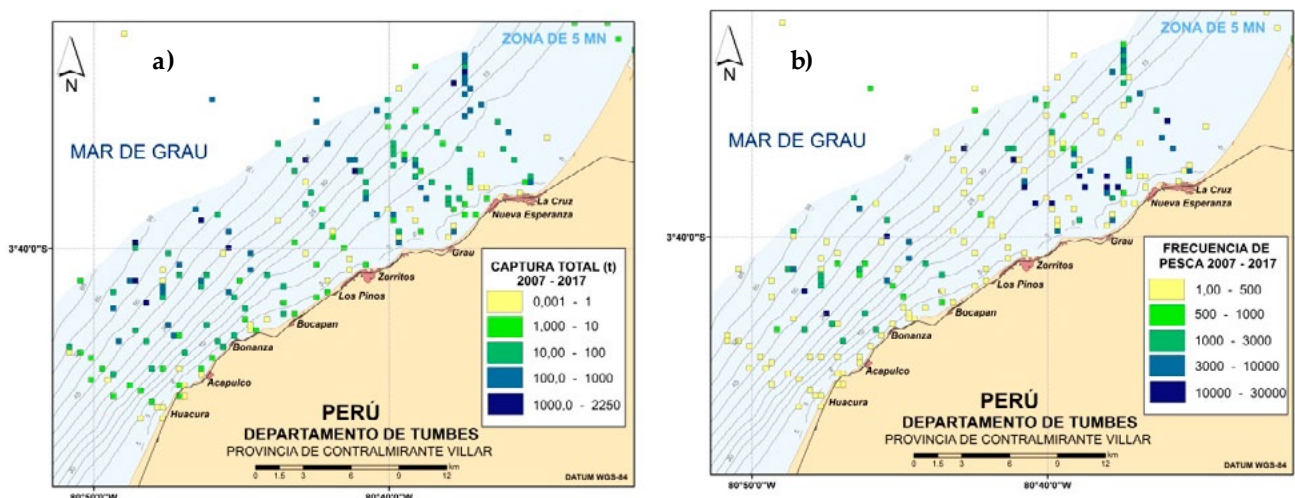 a)
ZONA DE 5 MN
N
MAR DE GRAU
La Cruz
Nueva Esperanza
3°40'0"S
Grau
Zorritos
Los Pinos
Bocapan
Bonanza
Acapulco
Huacura
CAPTURA TOTAL (t)
2007 - 2017
0,001 - 1
1,000 - 10
10,00 - 100
100,0 - 1000
1000,0 - 2250
PERÚ
DEPARTAMENTO DE TUMBES
PROVINCIA DE CONTRALMIRANTE VILLAR
km
0 1.5 3 6 9 12
DATUM WGS-84
80°50'0"W
80°40'0"W
b)
ZONA DE 5 MN
N
MAR DE GRAU
La Cruz
Nueva Esperanza
3°40'0"S
Grau
Zorritos
Los Pinos
Bocapan
Bonanza
Acapulco
Huacura
FRECUENCIA DE
PESCA 2007 - 2017
1,00 - 500
500 - 1000
1000 - 3000
3000 - 10000
10000 - 30000
PERÚ
DEPARTAMENTO DE TUMBES
PROVINCIA DE CONTRALMIRANTE VILLAR
km
0 1.5 3 6 9 12
DATUM WGS-84
80°50'0"W
80°40'0"W